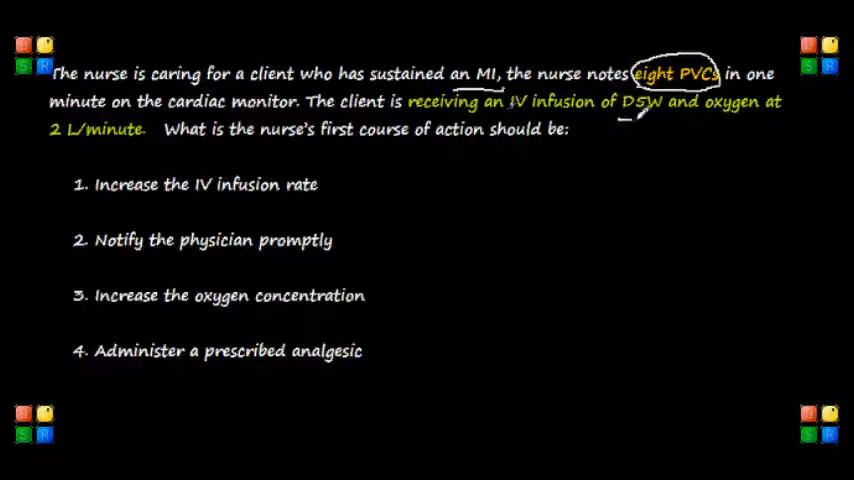 The nurse is caring for a client who has sustained an MI, the nurse notes eight PVCs in one
minute on the cardiac monitor. The client is receiving an IV infusion of D5W and oxygen at
2 L/minute. What is the nurse's first course of action should be:
1. Increase the IV infusion rate
2. Notify the physician promptly
3. Increase the oxygen concentration
4. Administer a prescribed analgesic